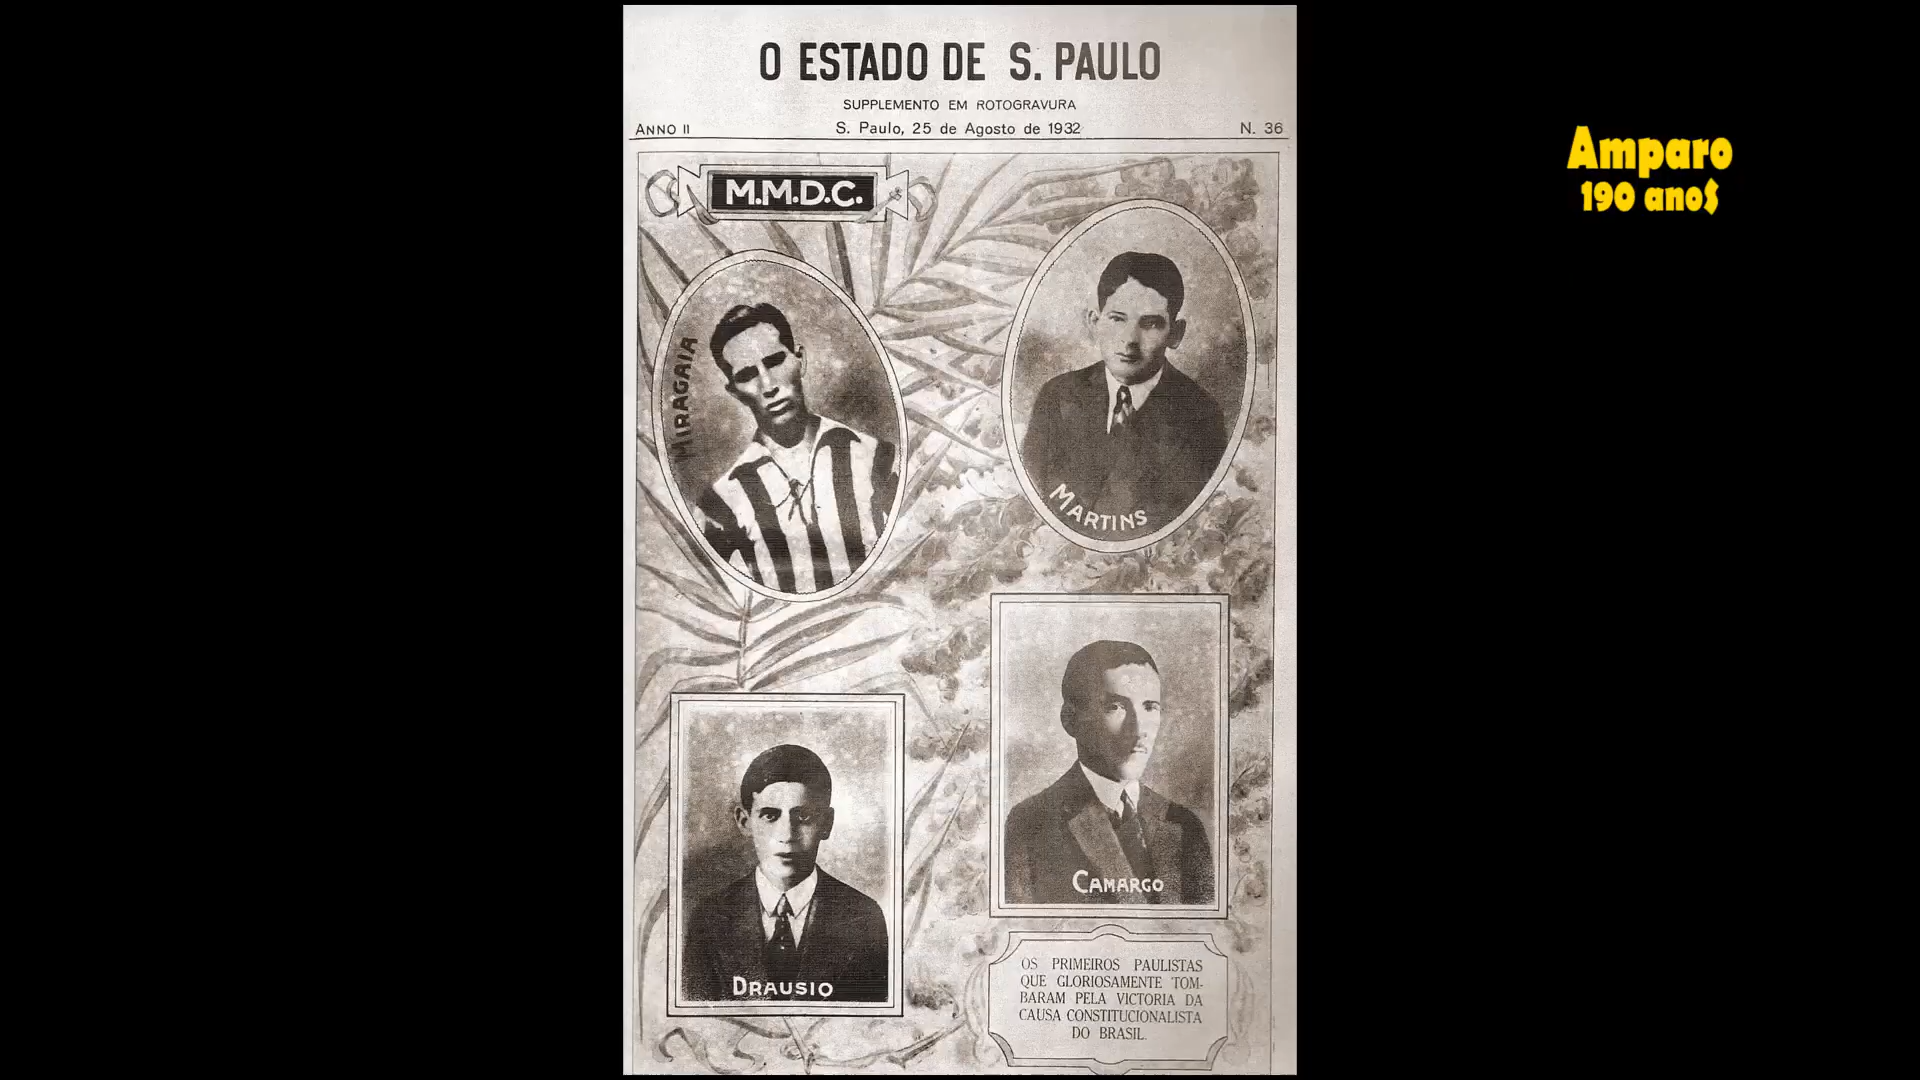 O ESTADO DE S. PAULO
SUPPLEMENTO EM ROTOGRAVURA
ANNO II
S. Paulo, 25 de Agosto de 1932
N. 36
M.M.D.C.
MIRAGAIA
MARTINS
DRAUSIO
CAMARGO
OS PRIMEIROS PAULISTAS
QUE GLORIOSAMENTE TOM-
BARAM PELA VICTORIA DA
CAUSA CONSTITUCIONALISTA
DO BRASIL.
Amparo
190 anos